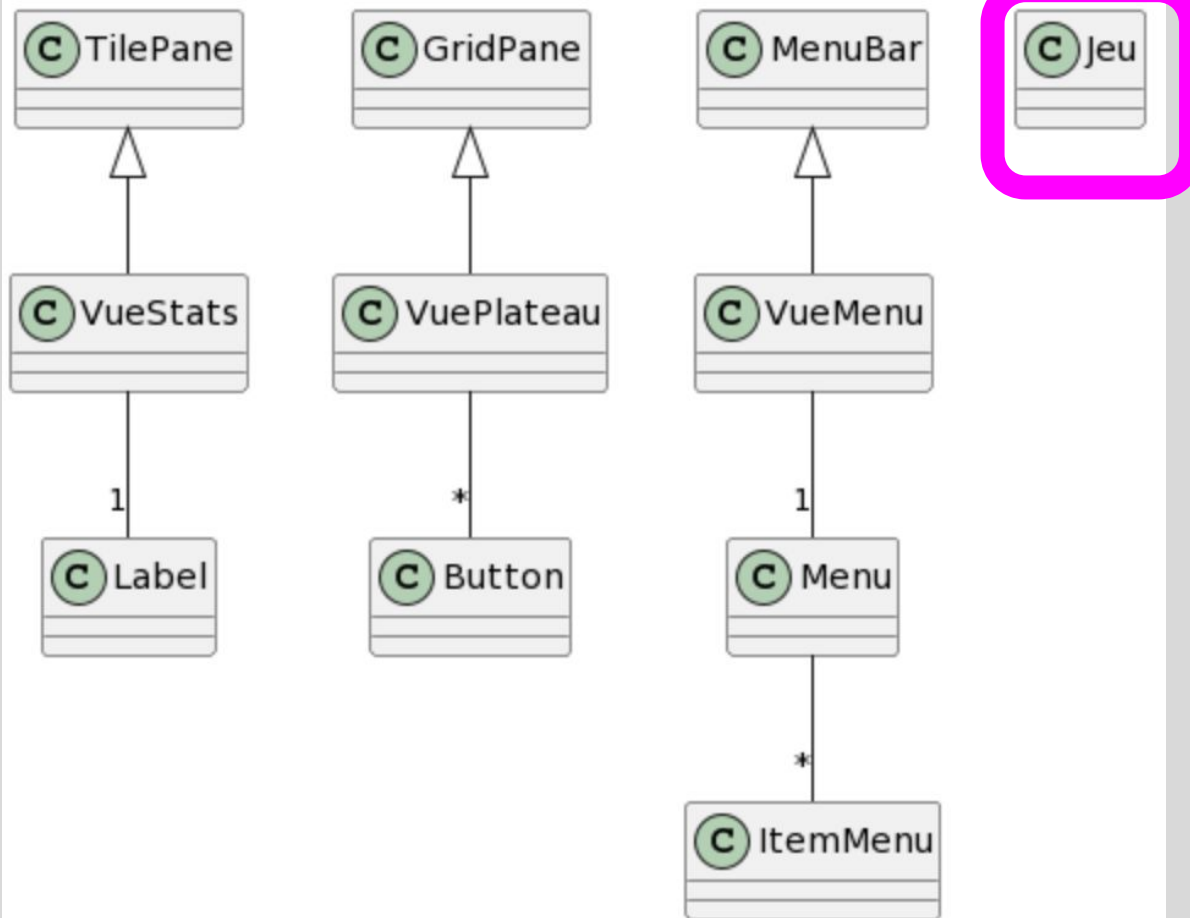 C TilePane
C GridPane
C MenuBar
C Jeu
C VueStats
C VuePlateau
C VueMenu
1
*
1
C Label
C Button
C Menu
*
C ItemMenu